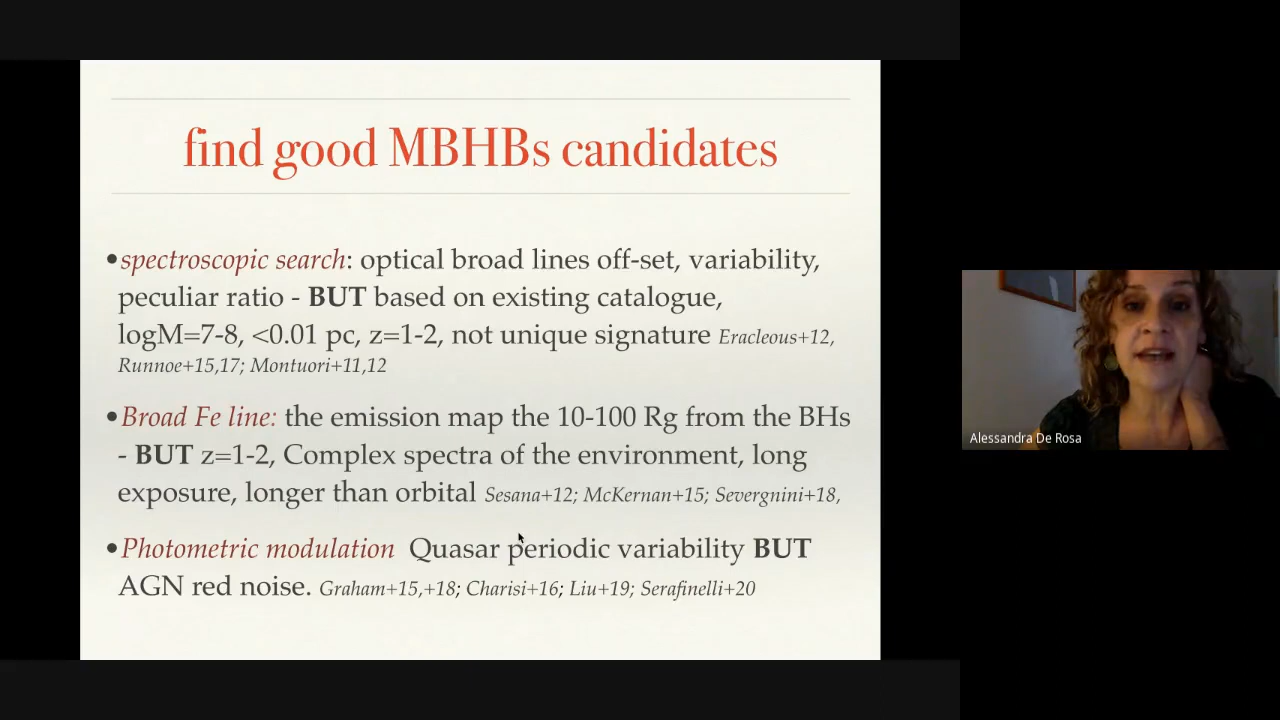 find good MBHBs candidates
•spectroscopic search: optical broad lines off-set, variability,
peculiar ratio - BUT based on existing catalogue,
logM=7-8, <0.01 pc, z=1-2, not unique signature Eracleous+12,
Runnoe+15,17; Montuori+11,12
•Broad Fe line: the emission map the 10-100 Rg from the BHs
- BUT z=1-2, Complex spectra of the environment, long
exposure, longer than orbital Sesana+12; McKernan+15; Severgnini+18,
•Photometric modulation Quasar periodic variability BUT
AGN red noise. Graham+15,+18; Charisi+16; Liu+19; Serafinelli+20
Alessandra De Rosa